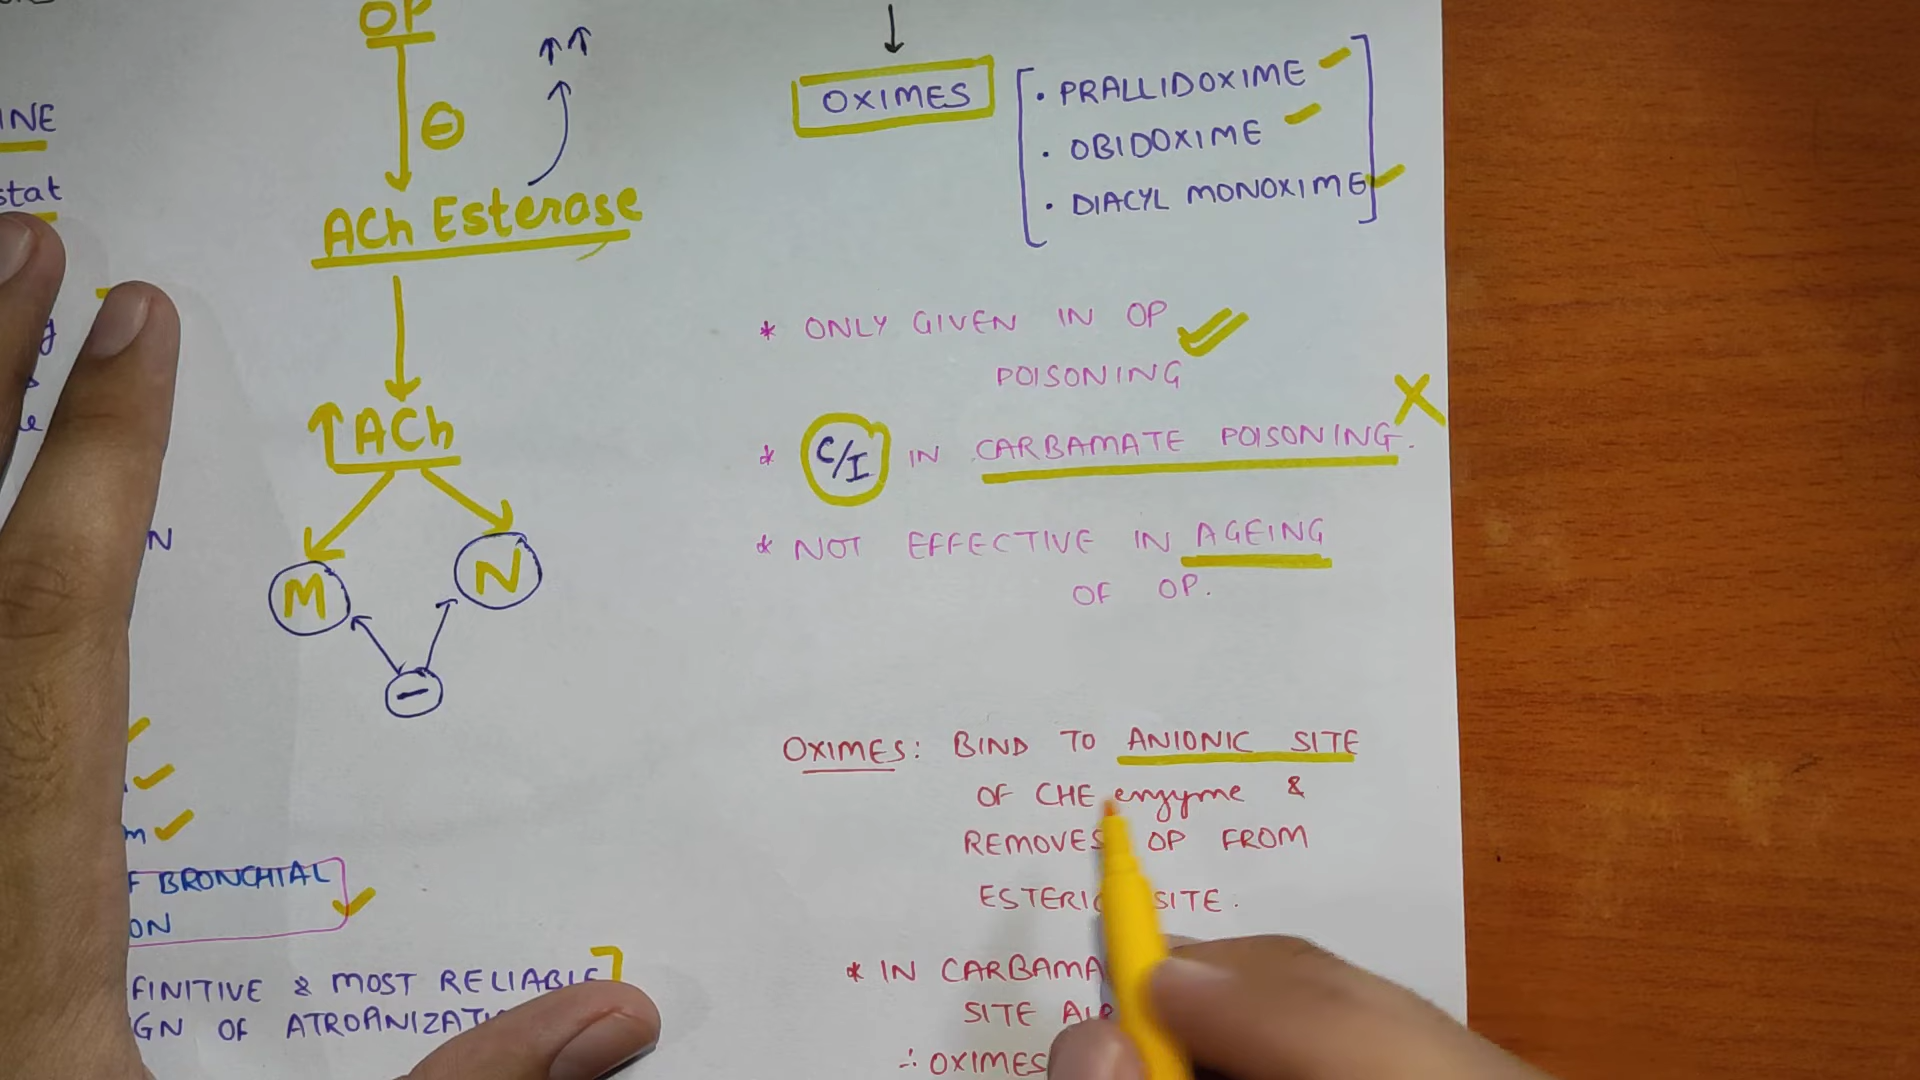 OP
⊖
↑↑
ACh Esterase
↑ACh
M
N
−
INE
stat
N
m
F BRONCHIAL
ON
FINITIVE & MOST RELIABLE
GN OF ATROPINIZAT
↓
OXIMES
• PRALLIDOXIME
• OBIDOXIME
• DIACYL MONOXIME
* ONLY GIVEN IN OP
POISONING
* C/I IN CARBAMATE POISONING.
* NOT EFFECTIVE IN AGEING
OF OP.
OXIMES: BIND TO ANIONIC SITE
OF CHE enzyme &
REMOVES OP FROM
ESTERIC SITE.
* IN CARBAMA
SITE
∴ OXIMES